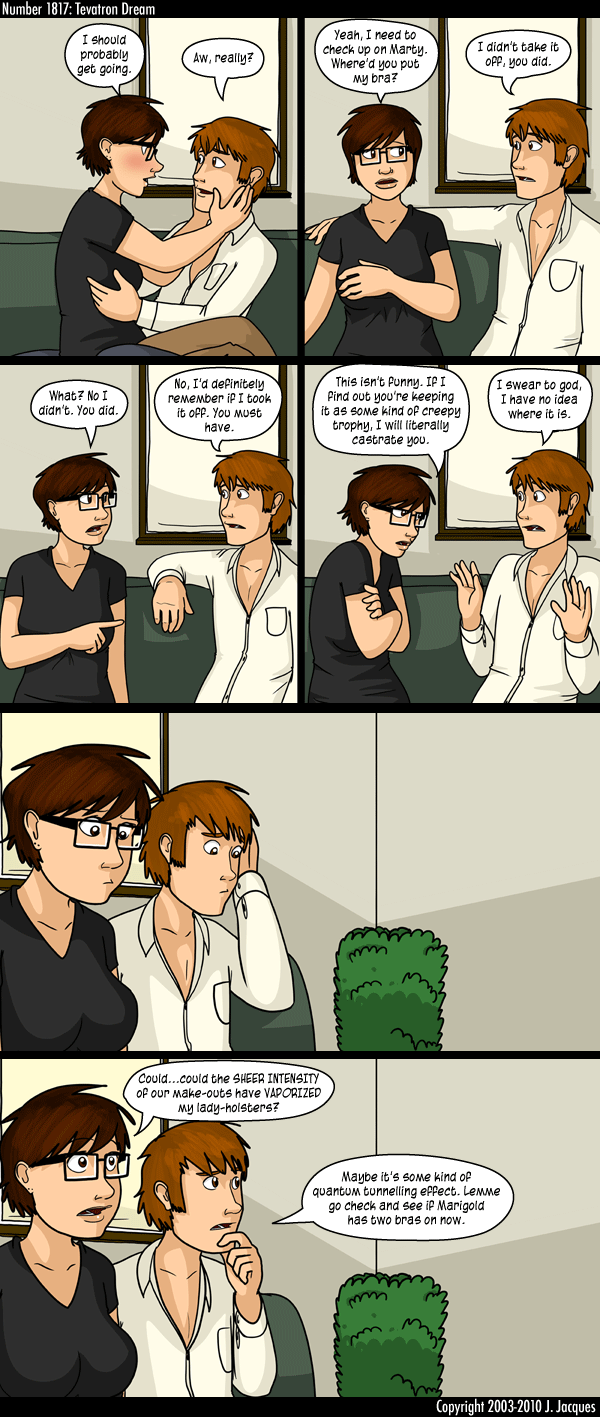 Number 1817: Tevatron Dream
I should
probably
get going.
Aw, really?
Yeah, I need to
check up on Marty.
Where'd you put
my bra?
I didn't take it
off, you did.
What? No I
didn't. You did.
No, I'd definitely
remember if I took
it off. You must
have.
This isn't funny. If I
find out you're keeping
it as some kind of creepy
trophy, I will literally
castrate you.
I swear to god,
I have no idea
where it is.
Could...could the SHEER INTENSITY
of our make-outs have VAPORIZED
my lady-holsters?
Maybe it's some kind of
quantum tunnelling effect. Lemme
go check and see if Marigold
has two bras on now.
Copyright 2003-2010 J. Jacques